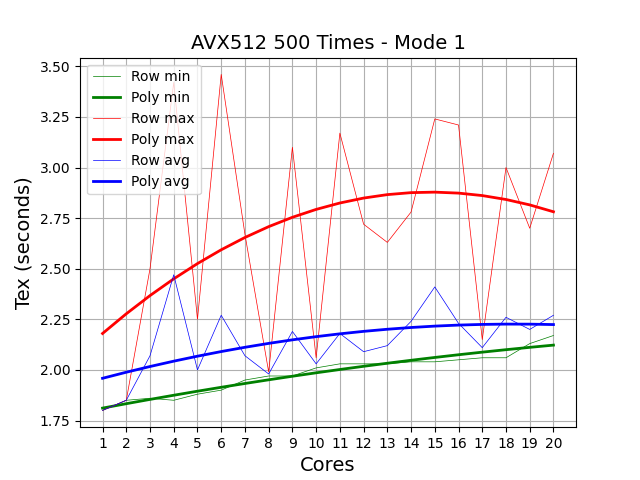 AVX512 500 Times - Mode 1
Row min
Poly min
Row max
Poly max
Row avg
Poly avg
3.50
3.25
3.00
2.75
2.50
2.25
2.00
1.75
Tex (seconds)
1 2 3 4 5 6 7 8 9 10 11 12 13 14 15 16 17 18 19 20
Cores